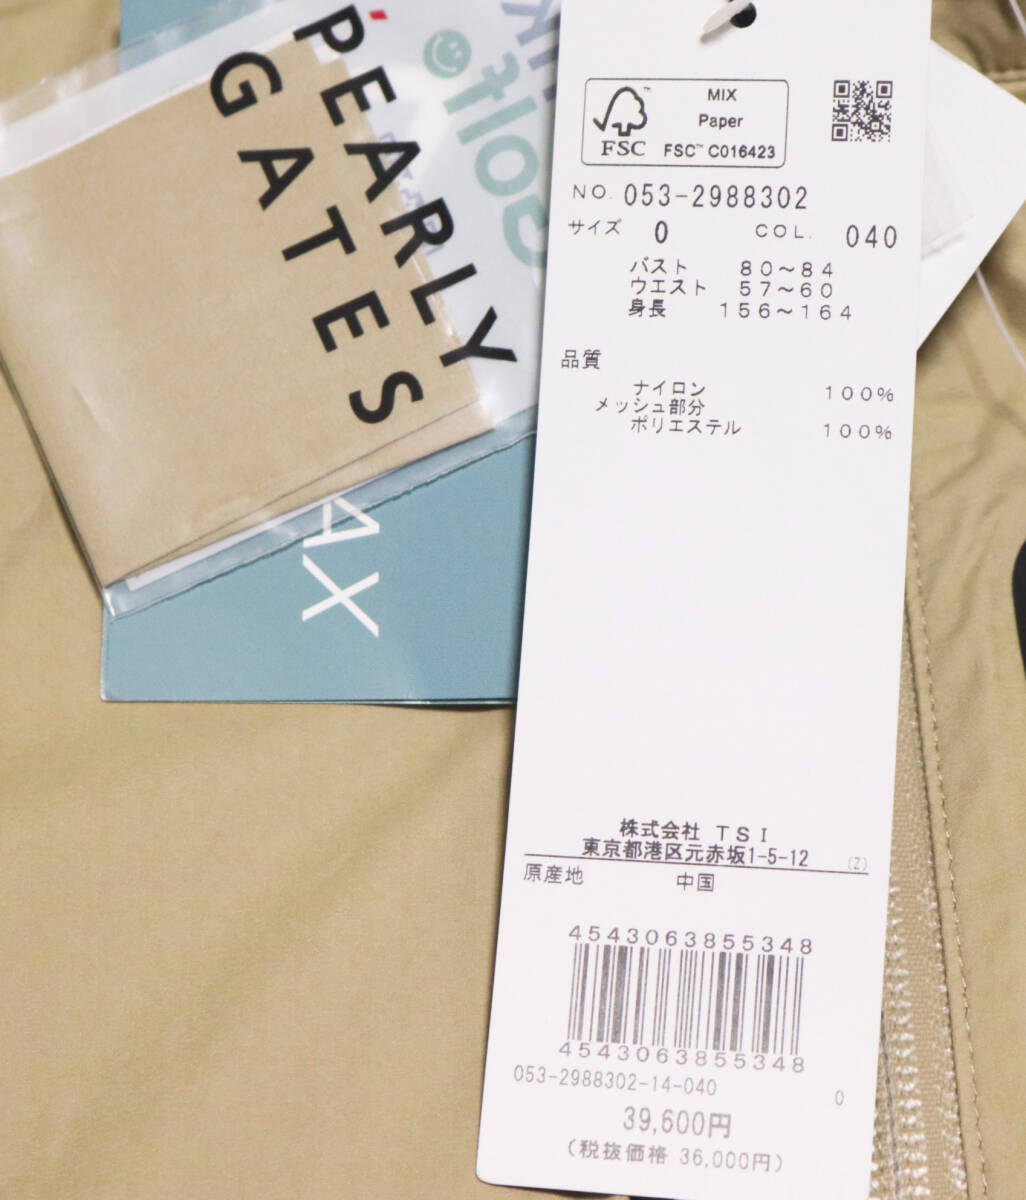 PEARLY
GATES
Golf
AX
FSC
MIX
Paper
FSC™ C016423
NO. 053-2988302
サイズ 0 COL. 040
バスト 80～84
ウエスト 57～60
身長 156～164
品質
ナイロン 100%
メッシュ部分
ポリエステル 100%
株式会社 TSI
東京都港区元赤坂1-5-12 (Z)
原産地 中国
4543063855348
4543063855348
053-2988302-14-040 0
39,600円
(税抜価格 36,000円)